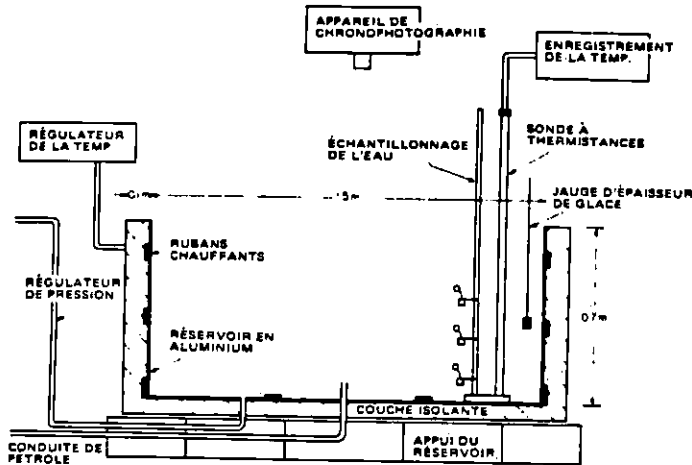 APPAREIL DE
CHRONOPHOTOGRAPHIE
ENREGISTREMENT
DE LA TEMP.
RÉGULATEUR
DE LA TEMP
ÉCHANTILLONNAGE
DE L'EAU
SONDE À
THERMISTANCES
JAUGE D'ÉPAISSEUR
DE GLACE
RUBANS
CHAUFFANTS
RÉGULATEUR
DE PRESSION
0.7m
RÉSERVOIR EN
ALUMINIUM
COUCHE ISOLANTE
CONDUITE DE
PÉTROLE
APPUI DU
RÉSERVOIR